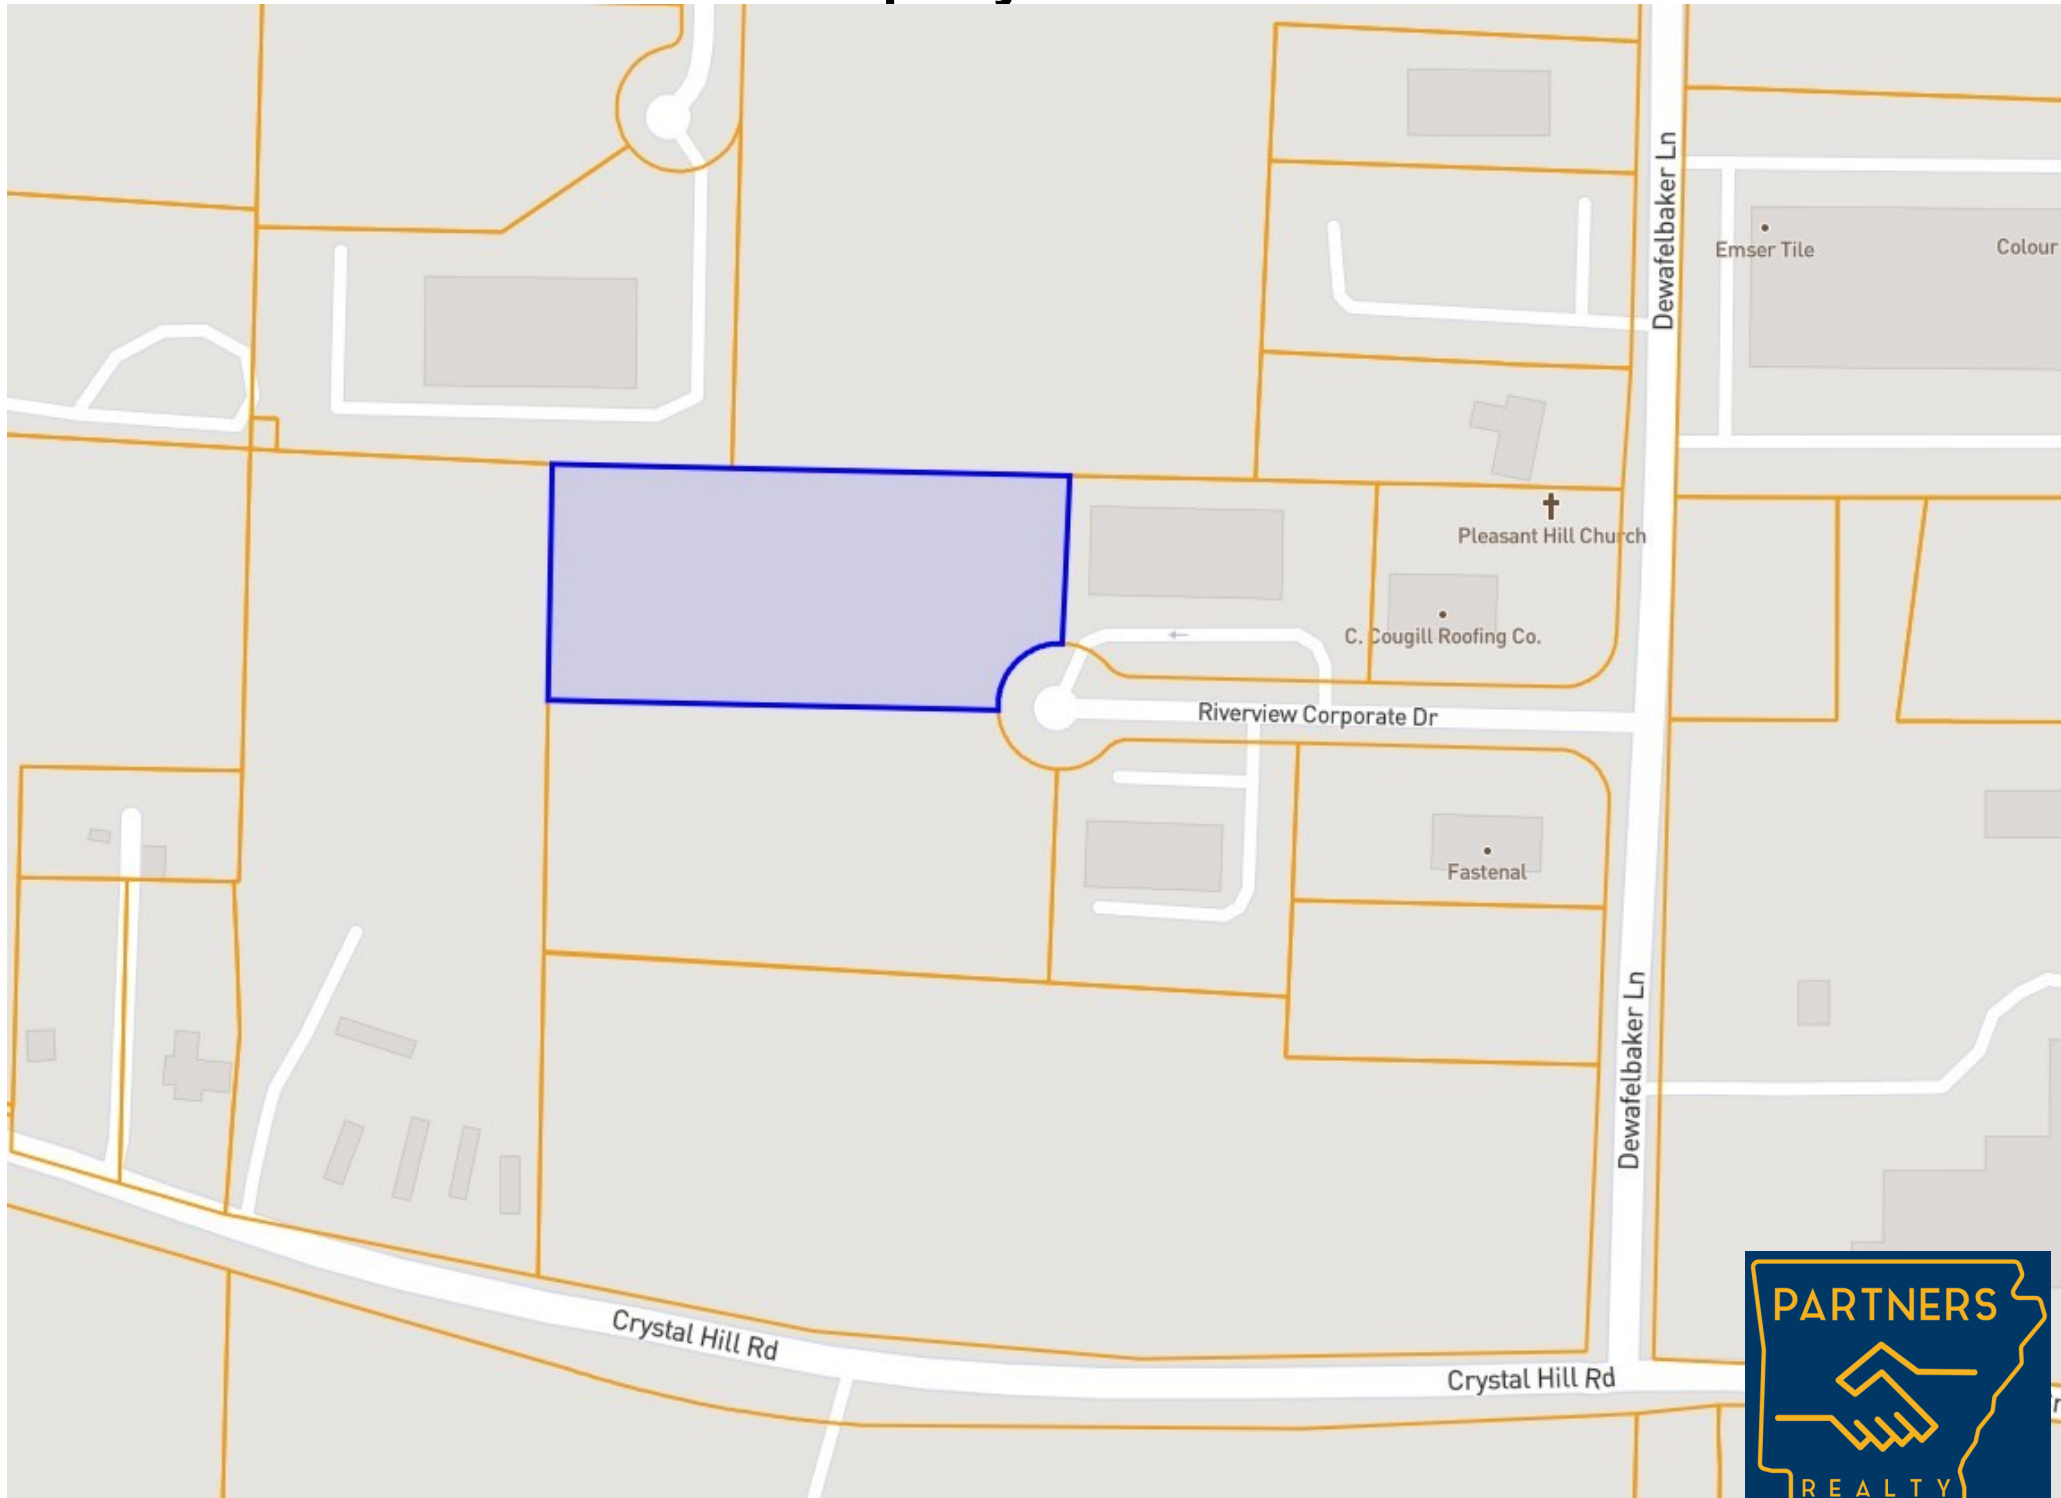 Dewafelbaker Ln
Emser Tile
Colour
Pleasant Hill Church
C. Cougill Roofing Co.
Riverview Corporate Dr
Fastenal
Dewafelbaker Ln
Crystal Hill Rd
Crystal Hill Rd
PARTNERS
REALTY